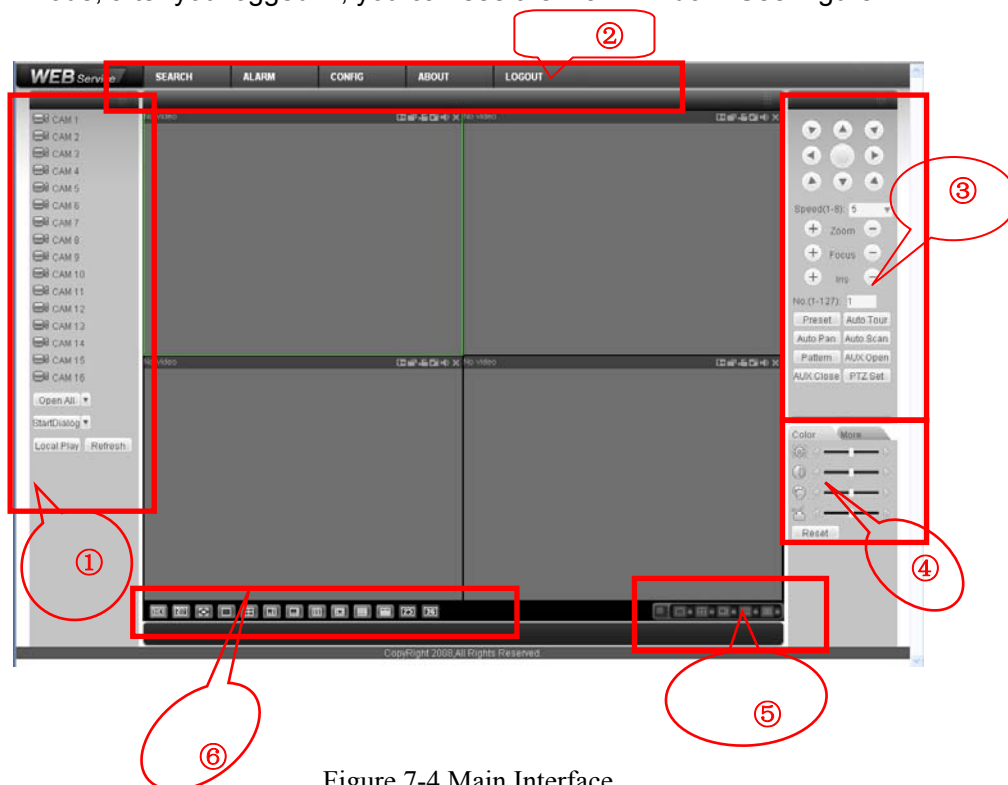 ②
WEB Service SEARCH ALARM CONFIG ABOUT LOGOUT
No video
No video
CAM 1
CAM 2
CAM 3
CAM 4
CAM 5
CAM 6
CAM 7
CAM 8
CAM 9
CAM 10
CAM 11
CAM 12
CAM 13
CAM 14
CAM 15
CAM 16
Open All
StartDialog
Local Play Refresh
①
No video
No video
③
Speed(1-8): 5
+ Zoom -
+ Focus -
+ Iris -
No.(1-127): 1
Preset Auto Tour
Auto Pan Auto Scan
Pattern AUX Open
AUX Close PTZ Set
Color More
Reset
④
CopyRight 2008,All Rights Reserved.
⑤
⑥
Figure 7-4 Main Interface